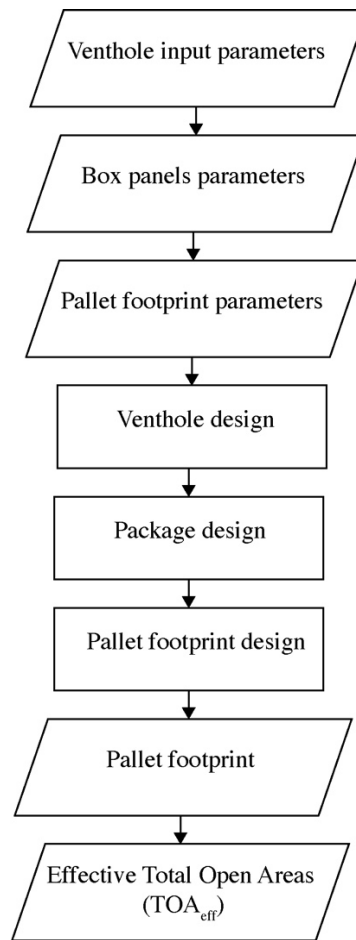 Venthole input parameters
Box panels parameters
Pallet footprint parameters
Venthole design
Package design
Pallet footprint design
Pallet footprint
Effective Total Open Areas
(TOAeff)